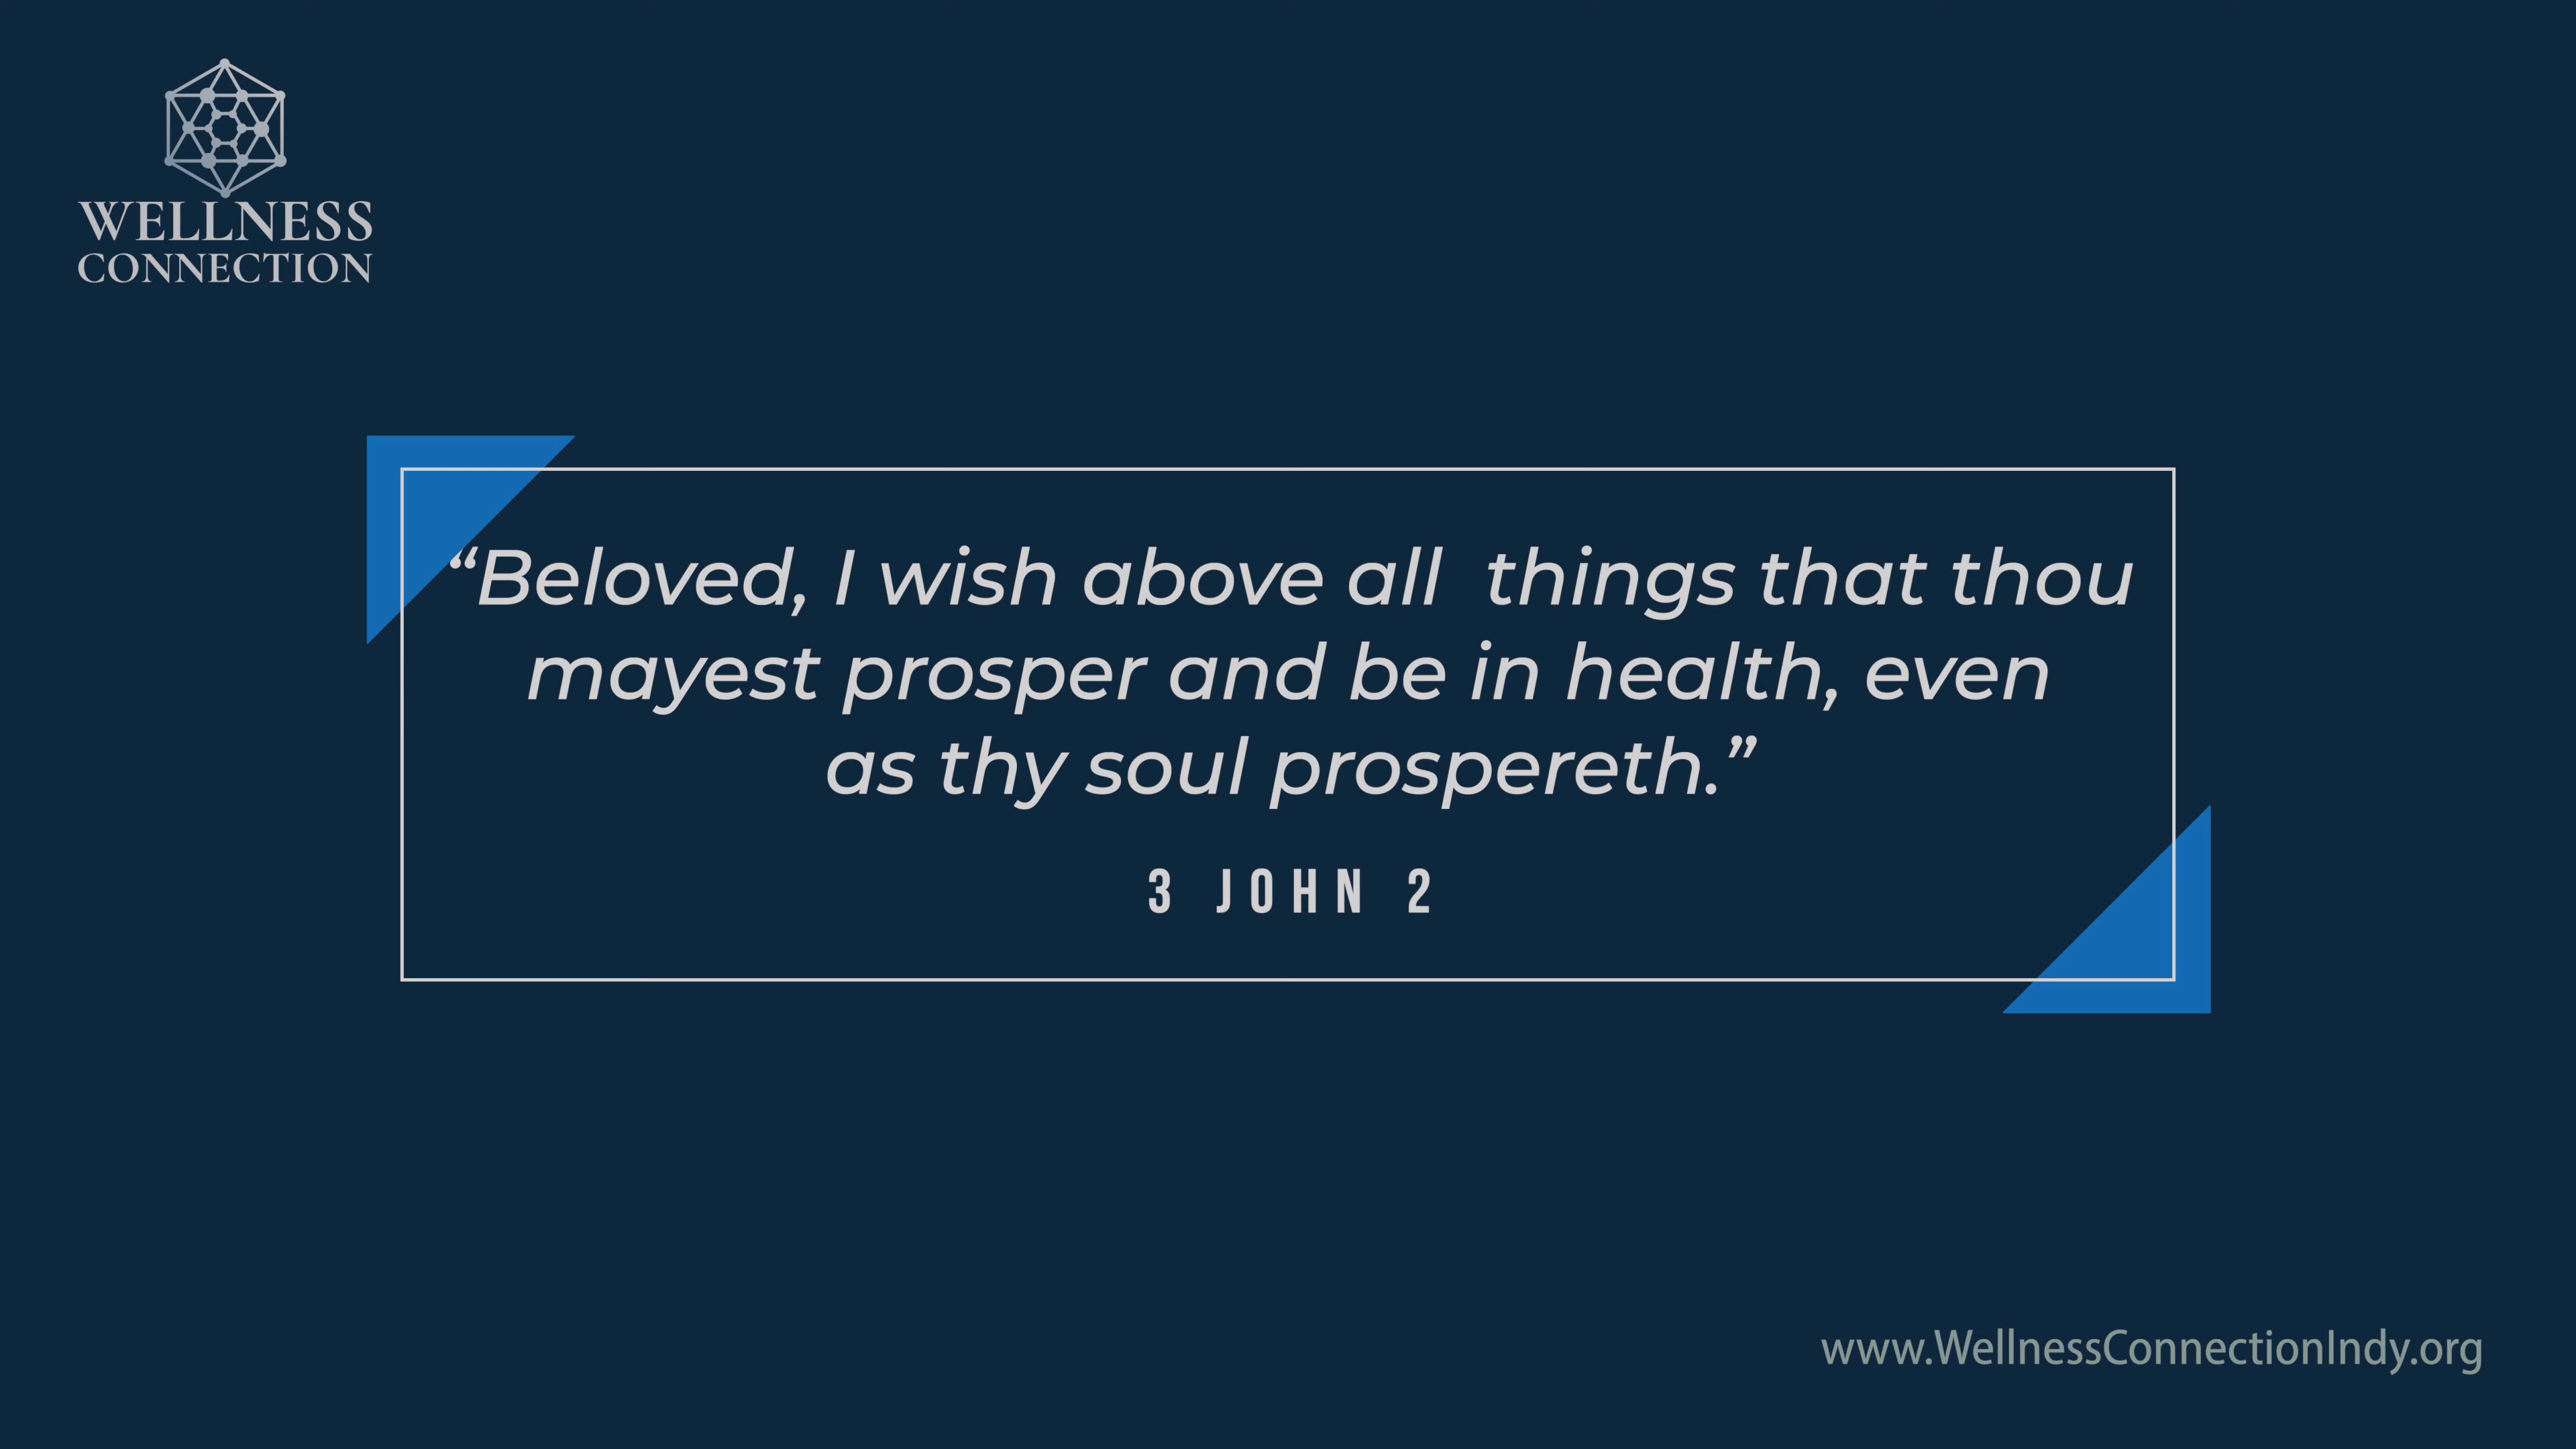 WELLNESS
CONNECTION
“Beloved, I wish above all  things that thou
mayest prosper and be in health, even
as thy soul prospereth.”
3 JOHN 2
www.WellnessConnectionIndy.org